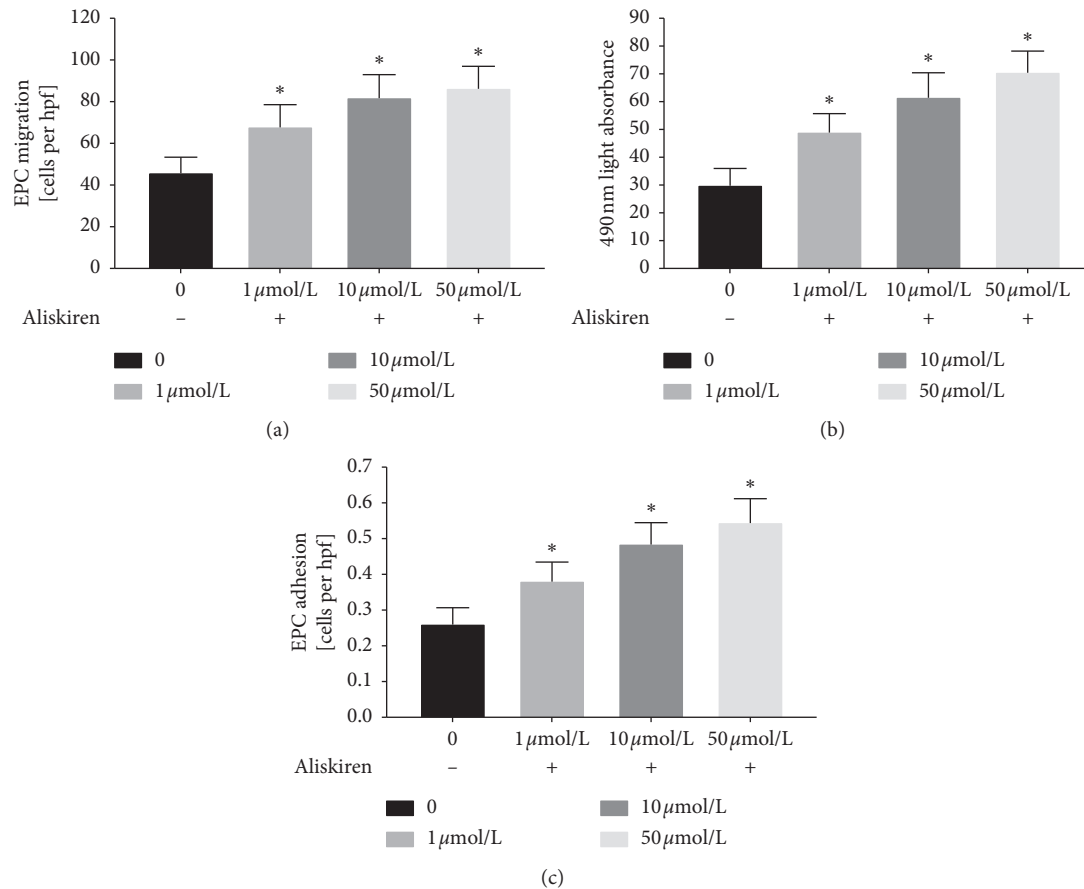 120
100
80
60
40
20
0
EPC migration
[cells per hpf]
* * *
0 1 μmol/L 10 μmol/L 50 μmol/L
Aliskiren – + + +
0 10 μmol/L
1 μmol/L 50 μmol/L
(a)
90
80
70
60
50
40
30
20
10
0
490 nm light absorbance
* * *
0 1 μmol/L 10 μmol/L 50 μmol/L
Aliskiren – + + +
0 10 μmol/L
1 μmol/L 50 μmol/L
(b)
0.7
0.6
0.5
0.4
0.3
0.2
0.1
0.0
EPC adhesion
[cells per hpf]
* * *
0 1 μmol/L 10 μmol/L 50 μmol/L
Aliskiren – + + +
0 10 μmol/L
1 μmol/L 50 μmol/L
(c)